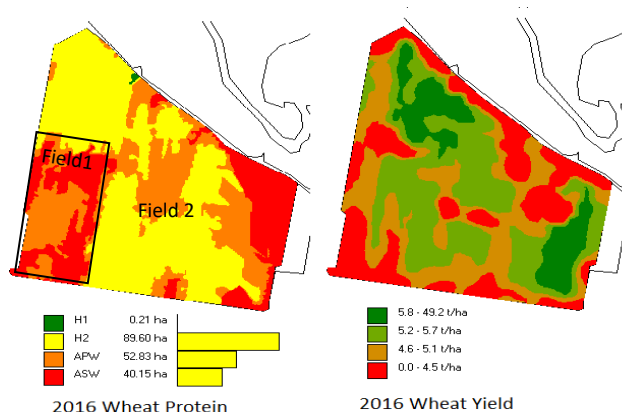 Field1
Field 2
H1 0.21 ha
H2 89.60 ha
APW 52.83 ha
ASW 40.15 ha
2016 Wheat Protein
5.8 - 49.2 t/ha
5.2 - 5.7 t/ha
4.6 - 5.1 t/ha
0.0 - 4.5 t/ha
2016 Wheat Yield